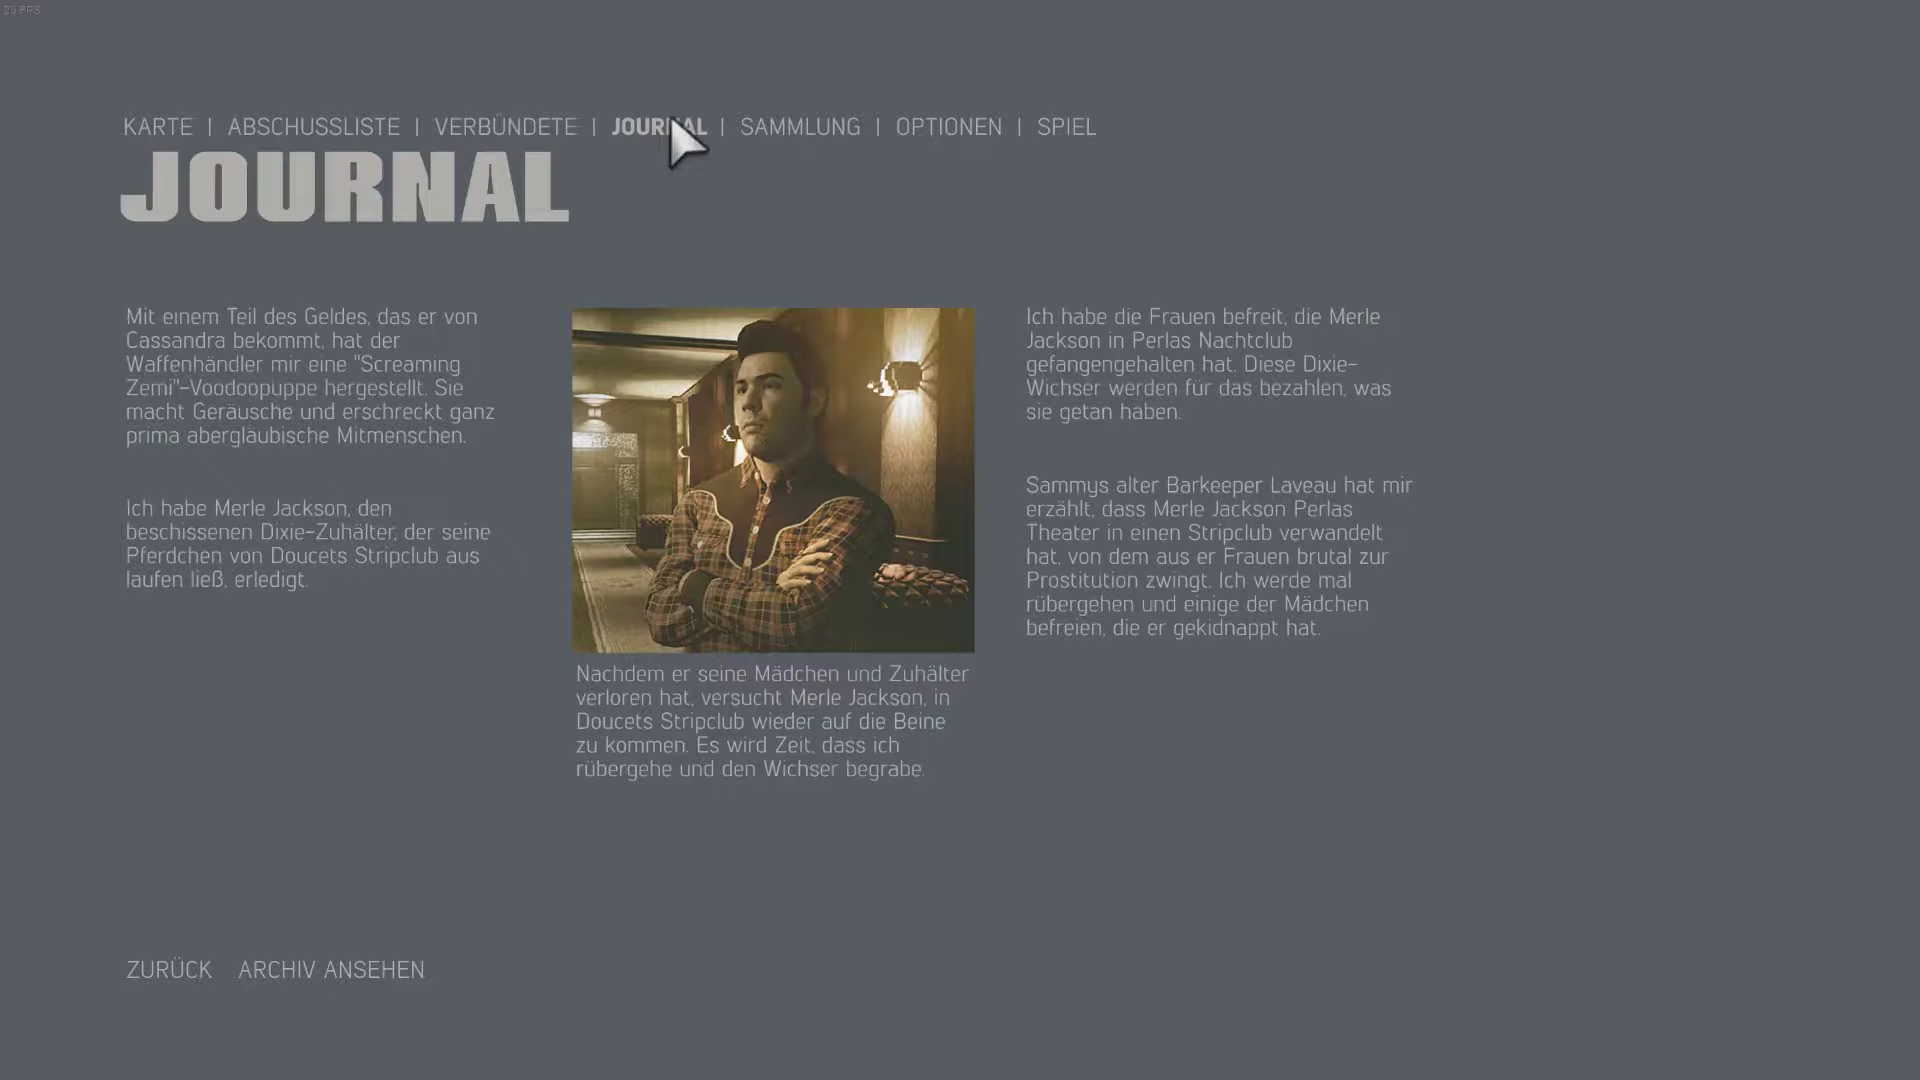 29 FPS
KARTE | ABSCHUSSLISTE | VERBÜNDETE | JOURNAL | SAMMLUNG | OPTIONEN | SPIEL
JOURNAL
Mit einem Teil des Geldes, das er von
Cassandra bekommt, hat der
Waffenhändler mir eine "Screaming
Zemi"-Voodoopuppe hergestellt. Sie
macht Geräusche und erschreckt ganz
prima abergläubische Mitmenschen.
Ich habe Merle Jackson, den
beschissenen Dixie-Zuhälter, der seine
Pferdchen von Doucets Stripclub aus
laufen ließ, erledigt.
Nachdem er seine Mädchen und Zuhälter
verloren hat, versucht Merle Jackson, in
Doucets Stripclub wieder auf die Beine
zu kommen. Es wird Zeit, dass ich
rübergehe und den Wichser begrabe.
Ich habe die Frauen befreit, die Merle
Jackson in Perlas Nachtclub
gefangengehalten hat. Diese Dixie-
Wichser werden für das bezahlen, was
sie getan haben.
Sammys alter Barkeeper Laveau hat mir
erzählt, dass Merle Jackson Perlas
Theater in einen Stripclub verwandelt
hat, von dem aus er Frauen brutal zur
Prostitution zwingt. Ich werde mal
rübergehen und einige der Mädchen
befreien, die er gekidnappt hat.
ZURÜCK ARCHIV ANSEHEN